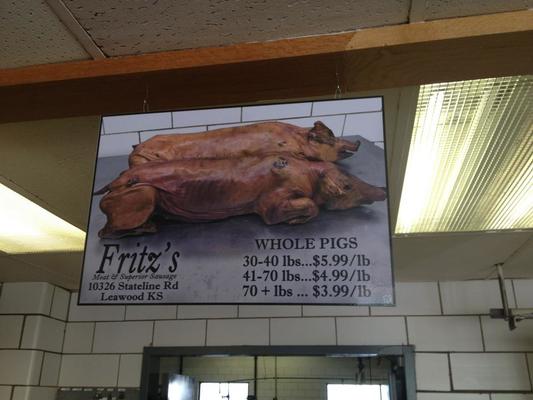 Fritz's
Meat & Superior Sausage
10326 Stateline Rd
Leawood KS
WHOLE PIGS
30-40 lbs...$5.99/lb
41-70 lbs...$4.99/lb
70 + lbs ... $3.99/lb